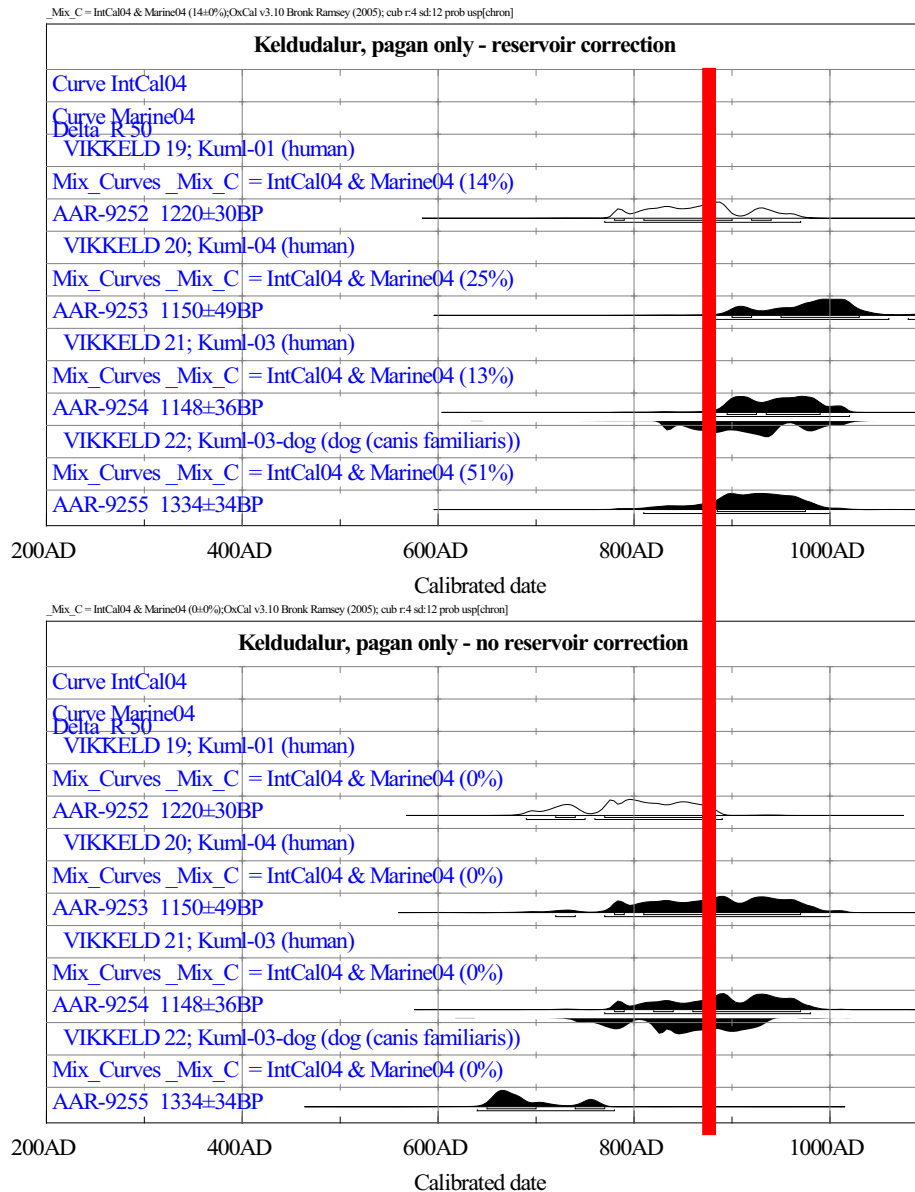 _Mix_C = IntCal04 & Marine04 (14±0%);OxCal v3.10 Bronk Ramsey (2005); cub r:4 sd:12 prob usp[chron]
Keldudalur, pagan only - reservoir correction
Curve IntCal04
Curve Marine04
Delta_R 50
VIKKELD 19; Kuml-01 (human)
Mix_Curves _Mix_C = IntCal04 & Marine04 (14%)
AAR-9252 1220±30BP
VIKKELD 20; Kuml-04 (human)
Mix_Curves _Mix_C = IntCal04 & Marine04 (25%)
AAR-9253 1150±49BP
VIKKELD 21; Kuml-03 (human)
Mix_Curves _Mix_C = IntCal04 & Marine04 (13%)
AAR-9254 1148±36BP
VIKKELD 22; Kuml-03-dog (dog (canis familiaris))
Mix_Curves _Mix_C = IntCal04 & Marine04 (51%)
AAR-9255 1334±34BP
200AD 400AD 600AD 800AD 1000AD
Calibrated date
_Mix_C = IntCal04 & Marine04 (0±0%);OxCal v3.10 Bronk Ramsey (2005); cub r:4 sd:12 prob usp[chron]
Keldudalur, pagan only - no reservoir correction
Curve IntCal04
Curve Marine04
Delta_R 50
VIKKELD 19; Kuml-01 (human)
Mix_Curves _Mix_C = IntCal04 & Marine04 (0%)
AAR-9252 1220±30BP
VIKKELD 20; Kuml-04 (human)
Mix_Curves _Mix_C = IntCal04 & Marine04 (0%)
AAR-9253 1150±49BP
VIKKELD 21; Kuml-03 (human)
Mix_Curves _Mix_C = IntCal04 & Marine04 (0%)
AAR-9254 1148±36BP
VIKKELD 22; Kuml-03-dog (dog (canis familiaris))
Mix_Curves _Mix_C = IntCal04 & Marine04 (0%)
AAR-9255 1334±34BP
200AD 400AD 600AD 800AD 1000AD
Calibrated date